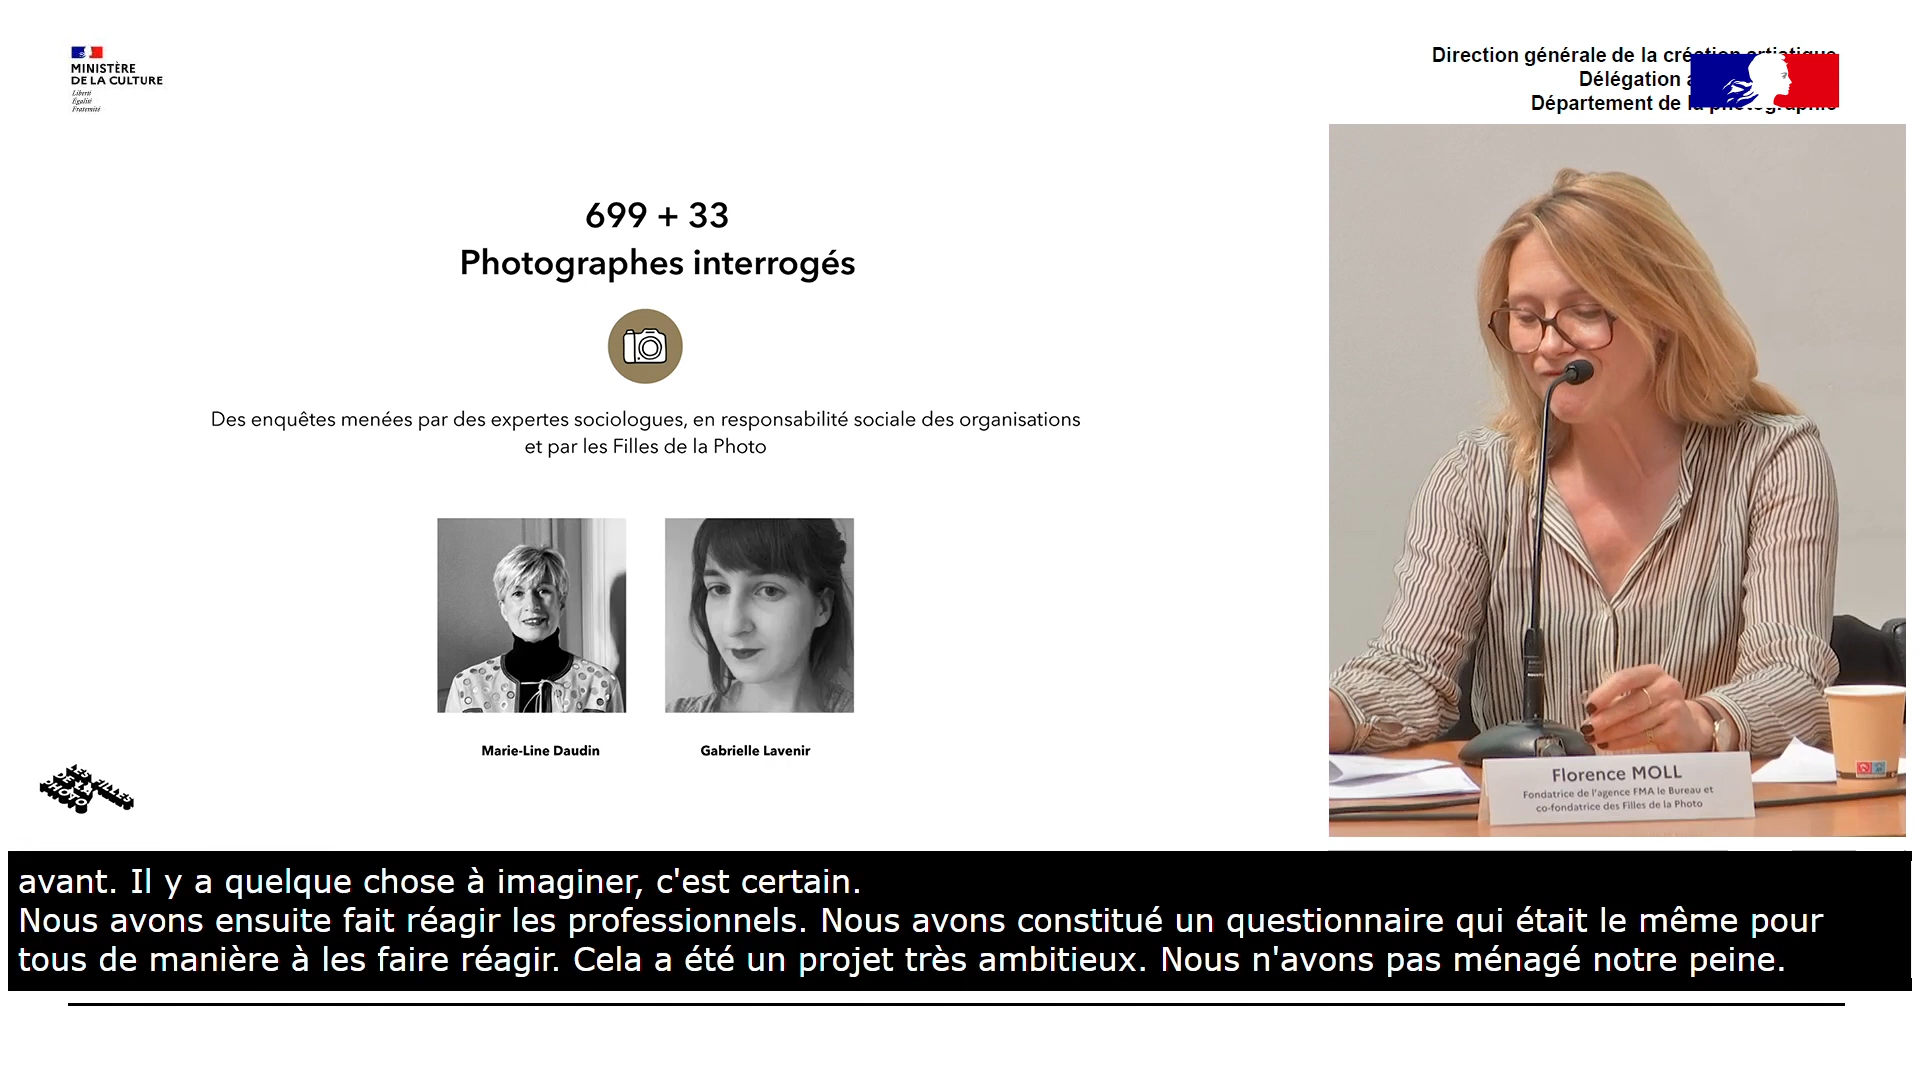 MINISTÈRE
DE LA CULTURE
Liberté
Égalité
Fraternité
Direction générale de la création artistique
Délégation
Département de la photographie
699 + 33
Photographes interrogés
Des enquêtes menées par des expertes sociologues, en responsabilité sociale des organisations
et par les Filles de la Photo
Marie-Line Daudin
Gabrielle Lavenir
LES FILLES
DE LA
PHOTO
Florence MOLL
Fondatrice de l'agence FMA le Bureau et
co-fondatrice des Filles de la Photo
avant. Il y a quelque chose à imaginer, c'est certain.
Nous avons ensuite fait réagir les professionnels. Nous avons constitué un questionnaire qui était le même pour
tous de manière à les faire réagir. Cela a été un projet très ambitieux. Nous n'avons pas ménagé notre peine.